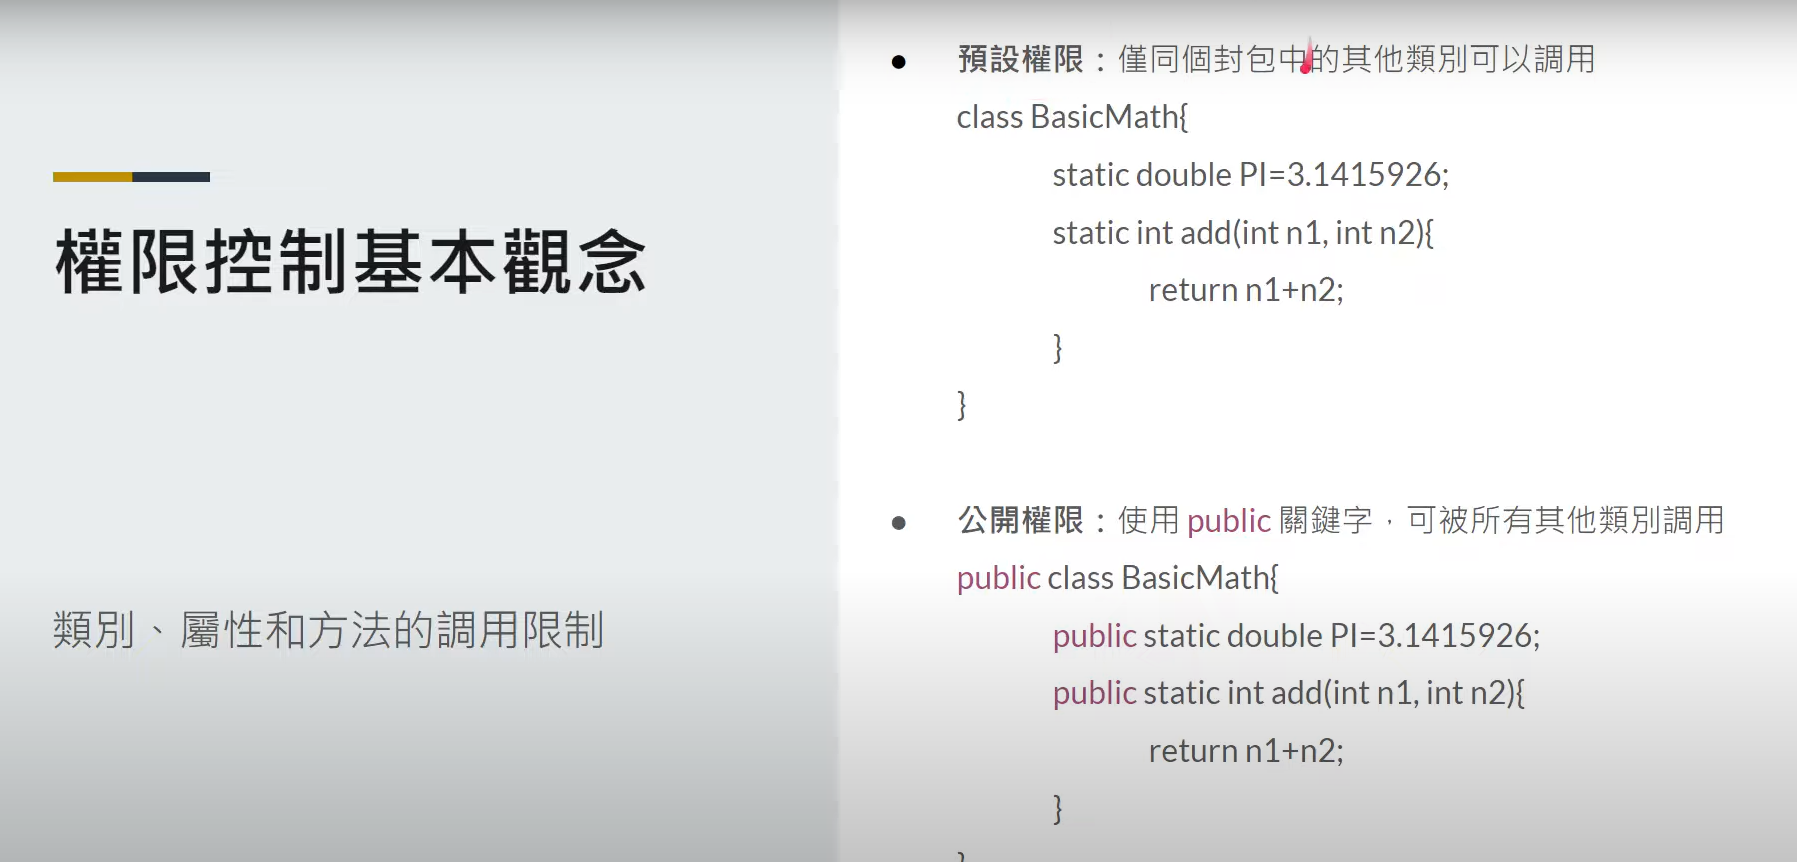 權限控制基本觀念
類別、屬性和方法的調用限制
● 預設權限：僅同個封包中的其他類別可以調用
class BasicMath{
static double PI=3.1415926;
static int add(int n1, int n2){
return n1+n2;
}
}
● 公開權限：使用 public 關鍵字，可被所有其他類別調用
public class BasicMath{
public static double PI=3.1415926;
public static int add(int n1, int n2){
return n1+n2;
}
}